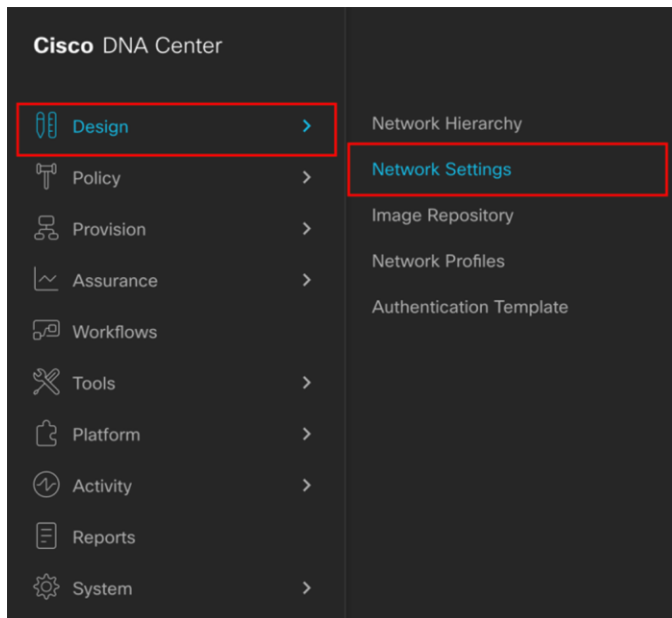 Cisco DNA Center
Design
Policy
Provision
Assurance
Workflows
Tools
Platform
Activity
Reports
System
Network Hierarchy
Network Settings
Image Repository
Network Profiles
Authentication Template